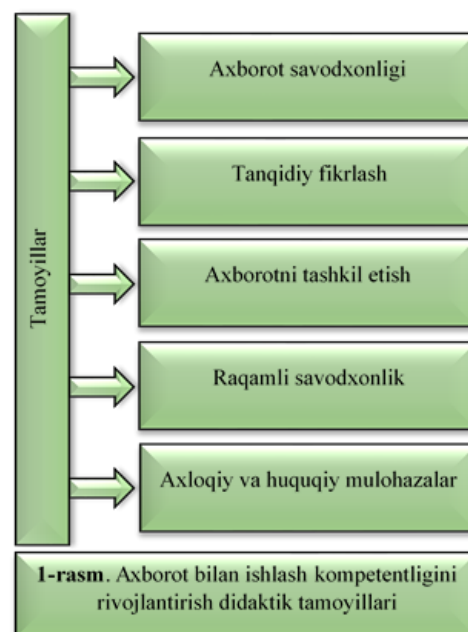 Tamoyillar
Axborot savodxonligi
Tanqidiy fikrlash
Axborotni tashkil etish
Raqamli savodxonlik
Axloqiy va huquqiy mulohazalar
1-rasm. Axborot bilan ishlash kompetentligini
rivojlantirish didaktik tamoyillari